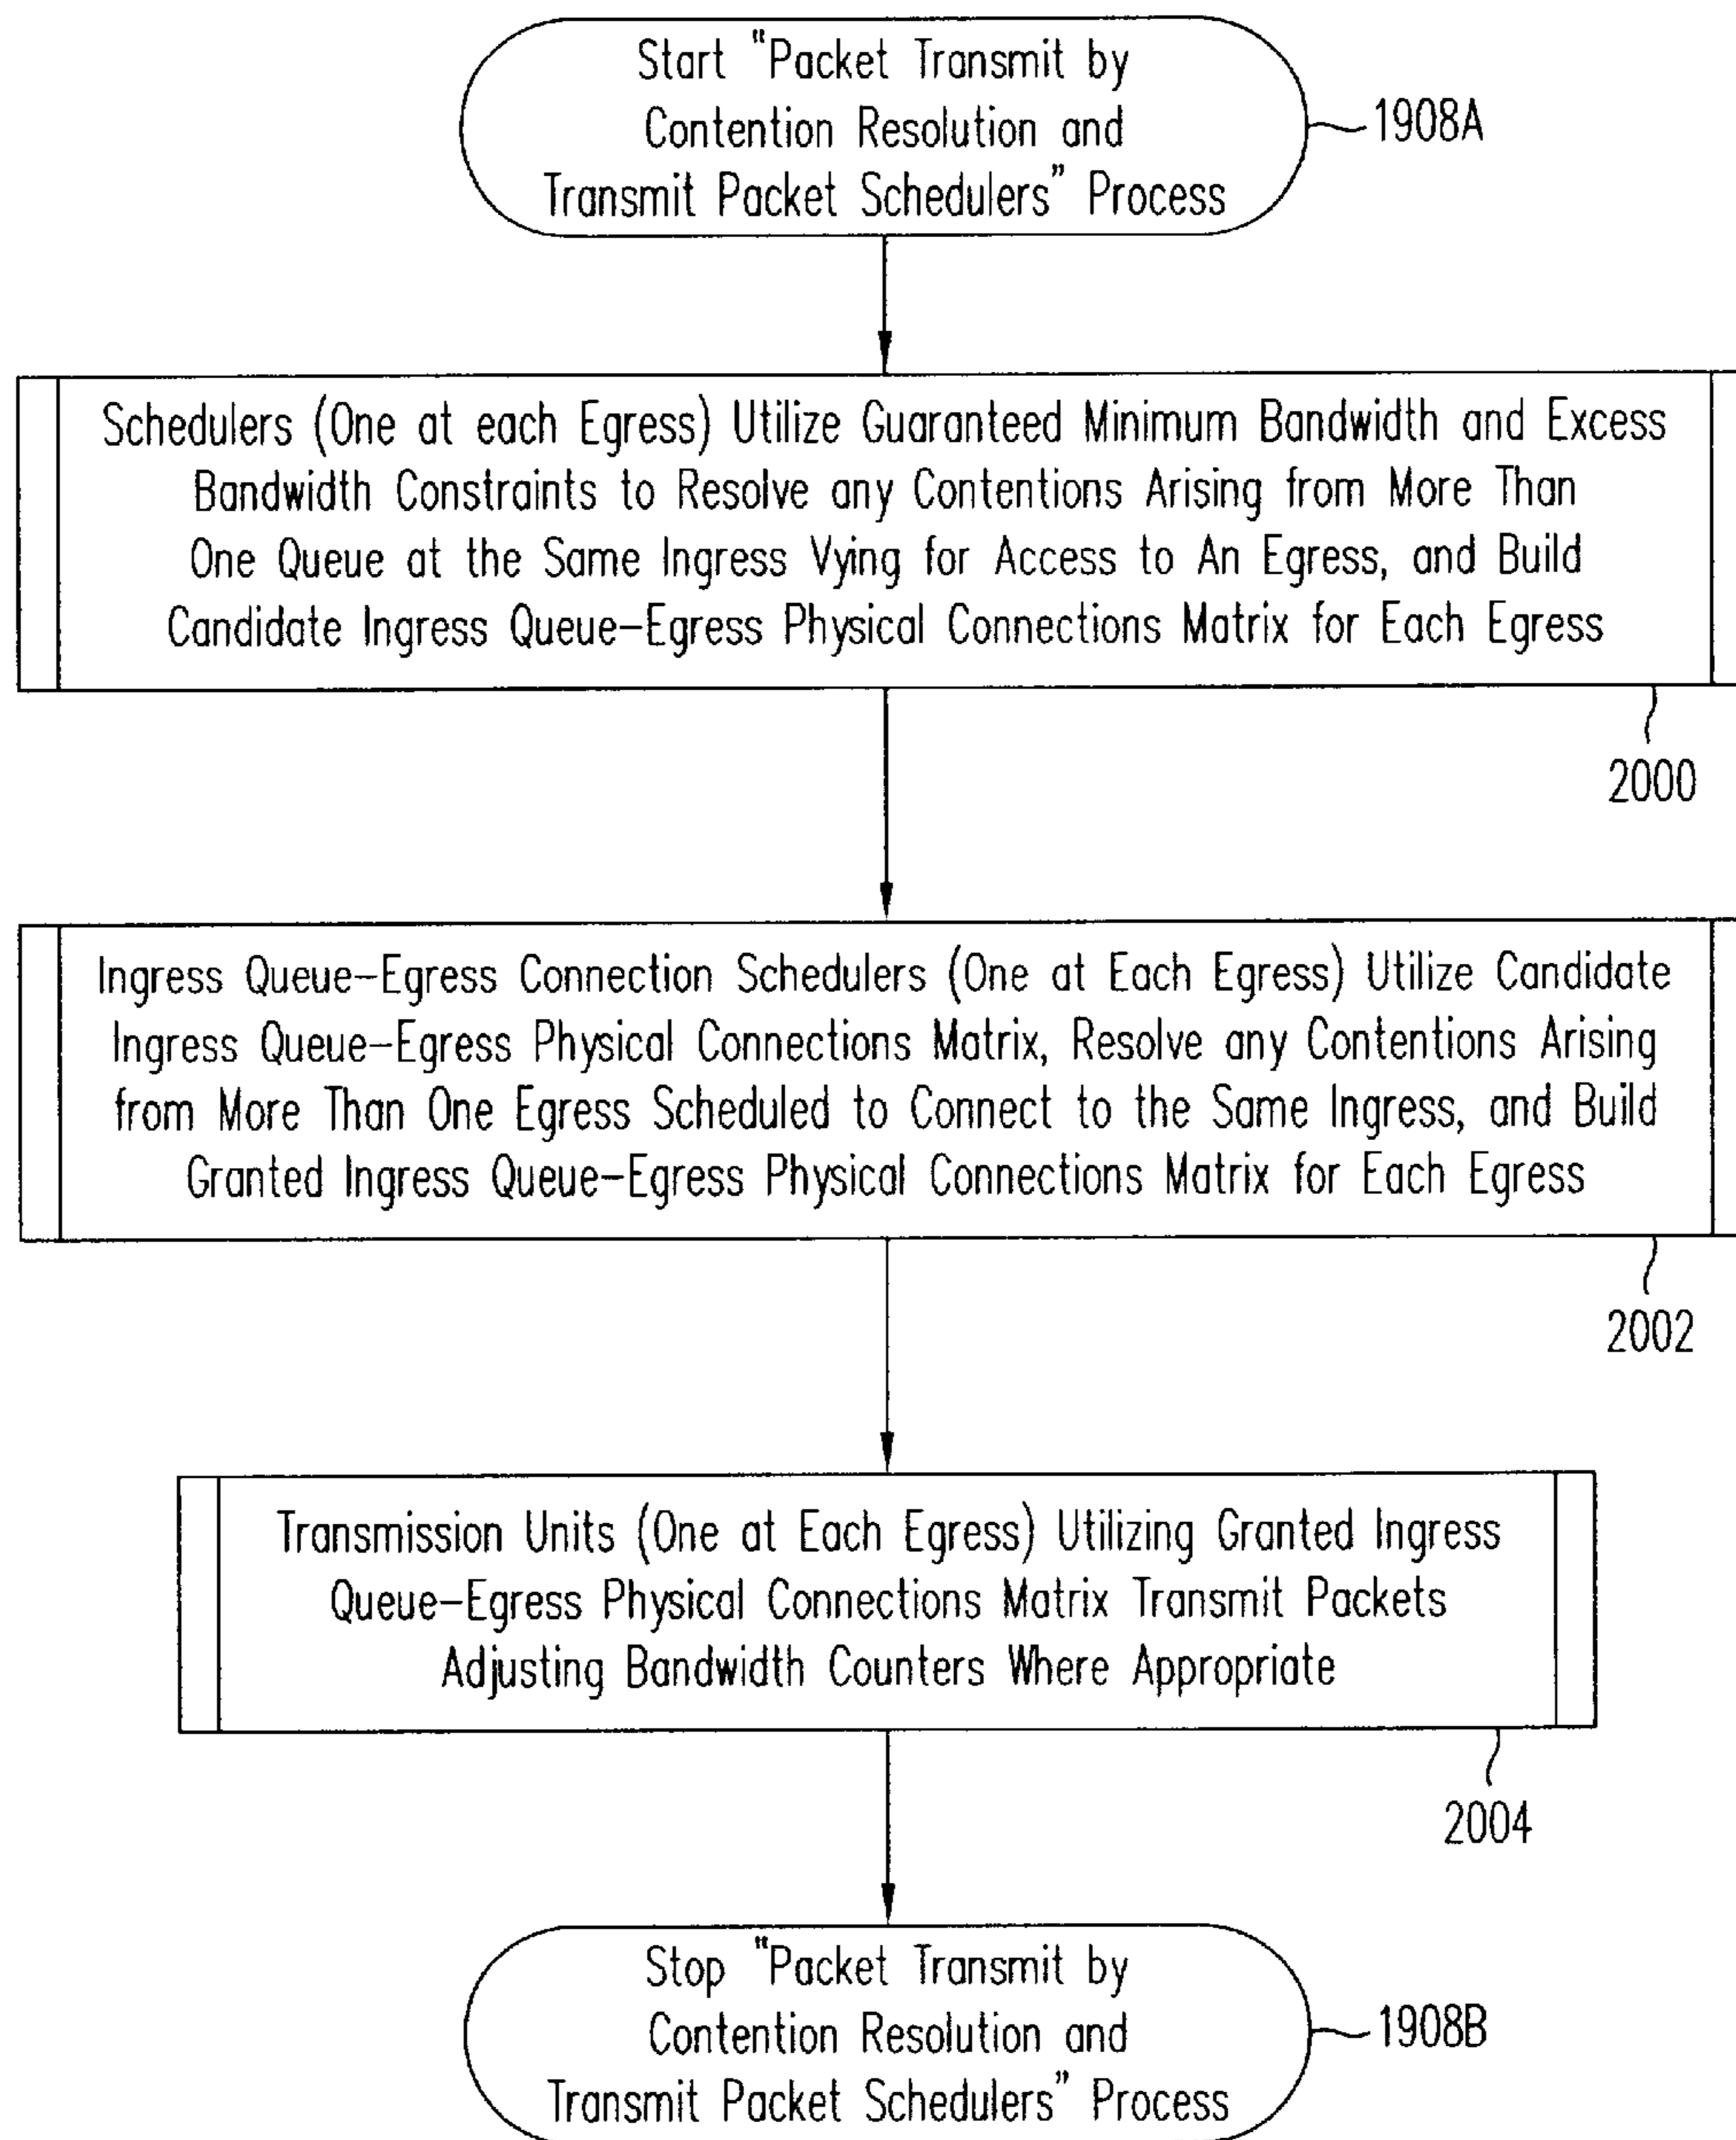 Start "Packet Transmit by
Contention Resolution and
Transmit Packet Schedulers" Process
1908A
Schedulers (One at each Egress) Utilize Guaranteed Minimum Bandwidth and Excess
Bandwidth Constraints to Resolve any Contentions Arising from More Than
One Queue at the Same Ingress Vying for Access to An Egress, and Build
Candidate Ingress Queue-Egress Physical Connections Matrix for Each Egress
2000
Ingress Queue-Egress Connection Schedulers (One at Each Egress) Utilize Candidate
Ingress Queue-Egress Physical Connections Matrix, Resolve any Contentions Arising
from More Than One Egress Scheduled to Connect to the Same Ingress, and Build
Granted Ingress Queue-Egress Physical Connections Matrix for Each Egress
2002
Transmission Units (One at Each Egress) Utilizing Granted Ingress
Queue-Egress Physical Connections Matrix Transmit Packets
Adjusting Bandwidth Counters Where Appropriate
2004
Stop "Packet Transmit by
Contention Resolution and
Transmit Packet Schedulers" Process
1908B